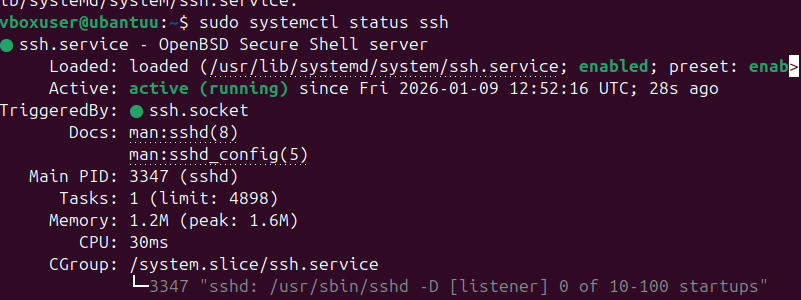 lb/systemd/system/ssh.service.
vboxuser@ubantuu:~$ sudo systemctl status ssh
● ssh.service - OpenBSD Secure Shell server
Loaded: loaded (/usr/lib/systemd/system/ssh.service; enabled; preset: enab>
Active: active (running) since Fri 2026-01-09 12:52:16 UTC; 28s ago
TriggeredBy: ● ssh.socket
Docs: man:sshd(8)
man:sshd_config(5)
Main PID: 3347 (sshd)
Tasks: 1 (limit: 4898)
Memory: 1.2M (peak: 1.6M)
CPU: 30ms
CGroup: /system.slice/ssh.service
└─3347 "sshd: /usr/sbin/sshd -D [listener] 0 of 10-100 startups"